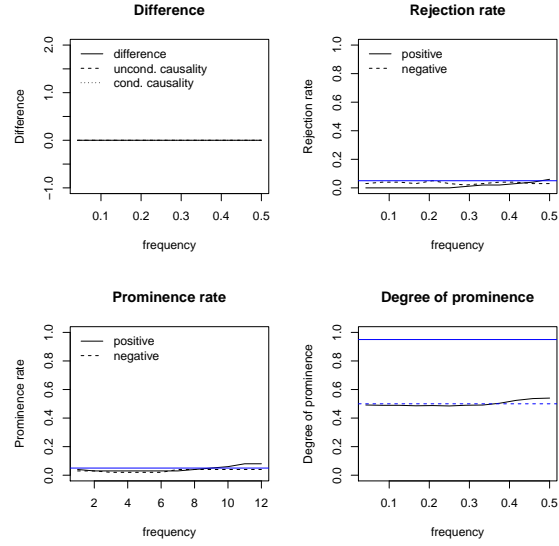 Difference
Difference
2.0
0.0
−1.0
difference
uncond. causality
cond. causality
0.1 0.2 0.3 0.4 0.5
frequency
Rejection rate
Rejection rate
1.0
0.8
0.6
0.4
0.2
0.0
positive
negative
0.1 0.2 0.3 0.4 0.5
frequency
Prominence rate
Prominence rate
1.0
0.8
0.6
0.4
0.2
0.0
positive
negative
2 4 6 8 10 12
frequency
Degree of prominence
Degree of prominence
1.0
0.8
0.6
0.4
0.2
0.0
0.1 0.2 0.3 0.4 0.5
frequency